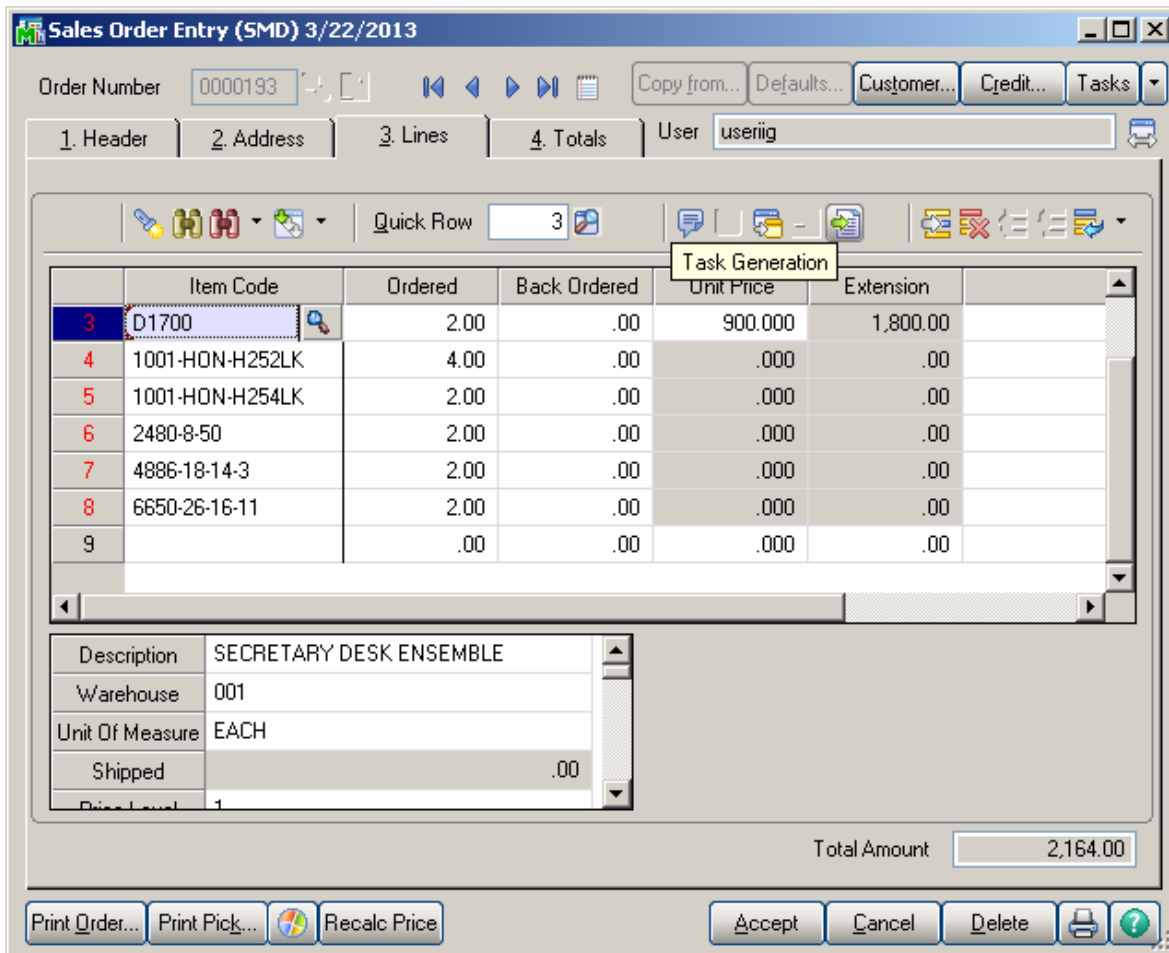 Sales Order Entry (SMD) 3/22/2013
Order Number 0000193 Copy from... Defaults... Customer... Credit... Tasks
1. Header 2. Address 3. Lines 4. Totals User useriig
Quick Row 3
Task Generation
Item Code Ordered Back Ordered Unit Price Extension
3 D1700 2.00 .00 900.000 1,800.00
4 1001-HON-H252LK 4.00 .00 .000 .00
5 1001-HON-H254LK 2.00 .00 .000 .00
6 2480-8-50 2.00 .00 .000 .00
7 4886-18-14-3 2.00 .00 .000 .00
8 6650-26-16-11 2.00 .00 .000 .00
9 .00 .00 .000 .00
Description SECRETARY DESK ENSEMBLE
Warehouse 001
Unit Of Measure EACH
Shipped .00
Price Level 1
Total Amount 2,164.00
Print Order... Print Pick... Recalc Price Accept Cancel Delete